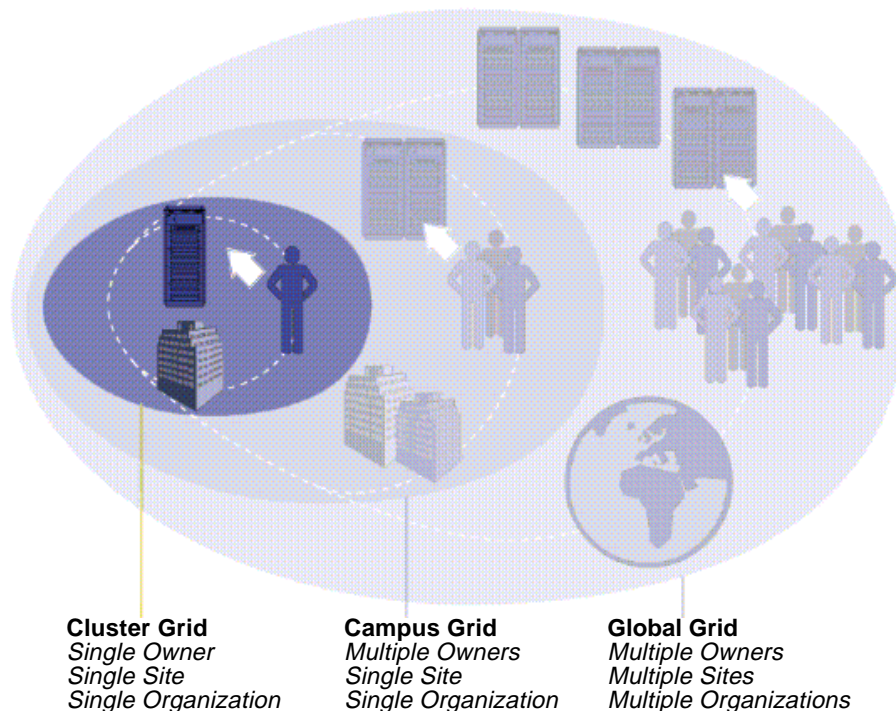 Cluster Grid
Single Owner
Single Site
Single Organization
Campus Grid
Multiple Owners
Single Site
Single Organization
Global Grid
Multiple Owners
Multiple Sites
Multiple Organizations